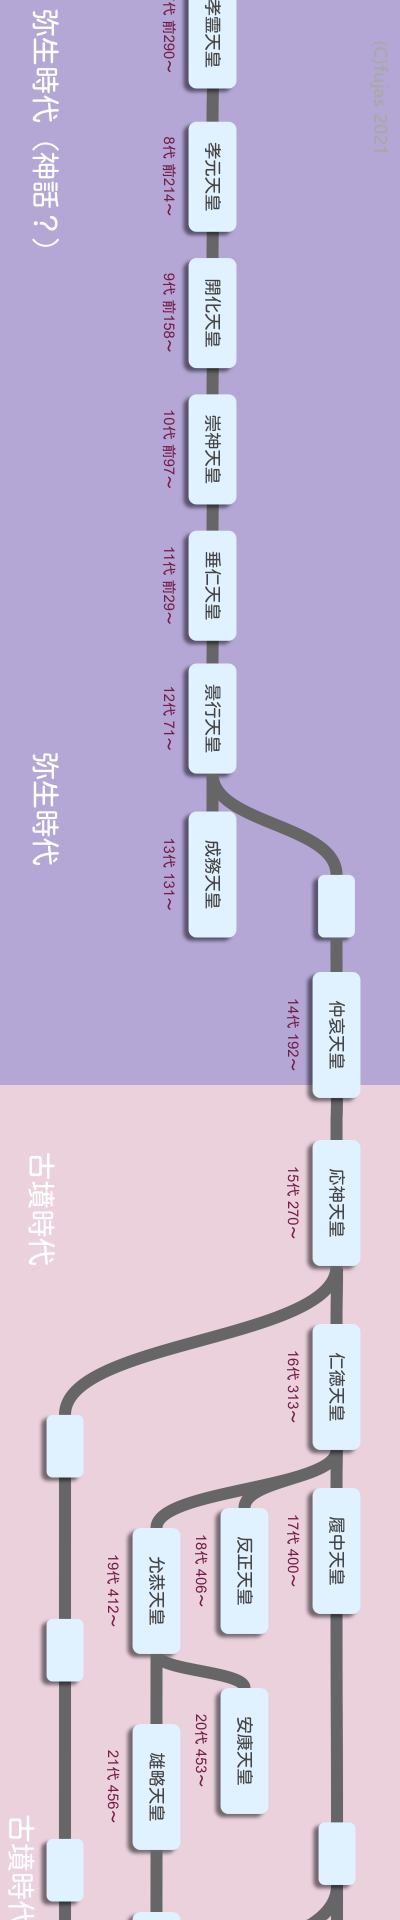 (C)fujas 2021
弥生時代（神話？）
孝霊天皇
代 前290〜
孝元天皇
8代 前214〜
開化天皇
9代 前158〜
崇神天皇
10代 前97〜
垂仁天皇
11代 前29〜
景行天皇
12代 71〜
弥生時代
成務天皇
13代 131〜
仲哀天皇
14代 192〜
古墳時代
応神天皇
15代 270〜
仁徳天皇
16代 313〜
履中天皇
17代 400〜
反正天皇
18代 406〜
允恭天皇
19代 412〜
安康天皇
20代 453〜
雄略天皇
21代 456〜
古墳時代